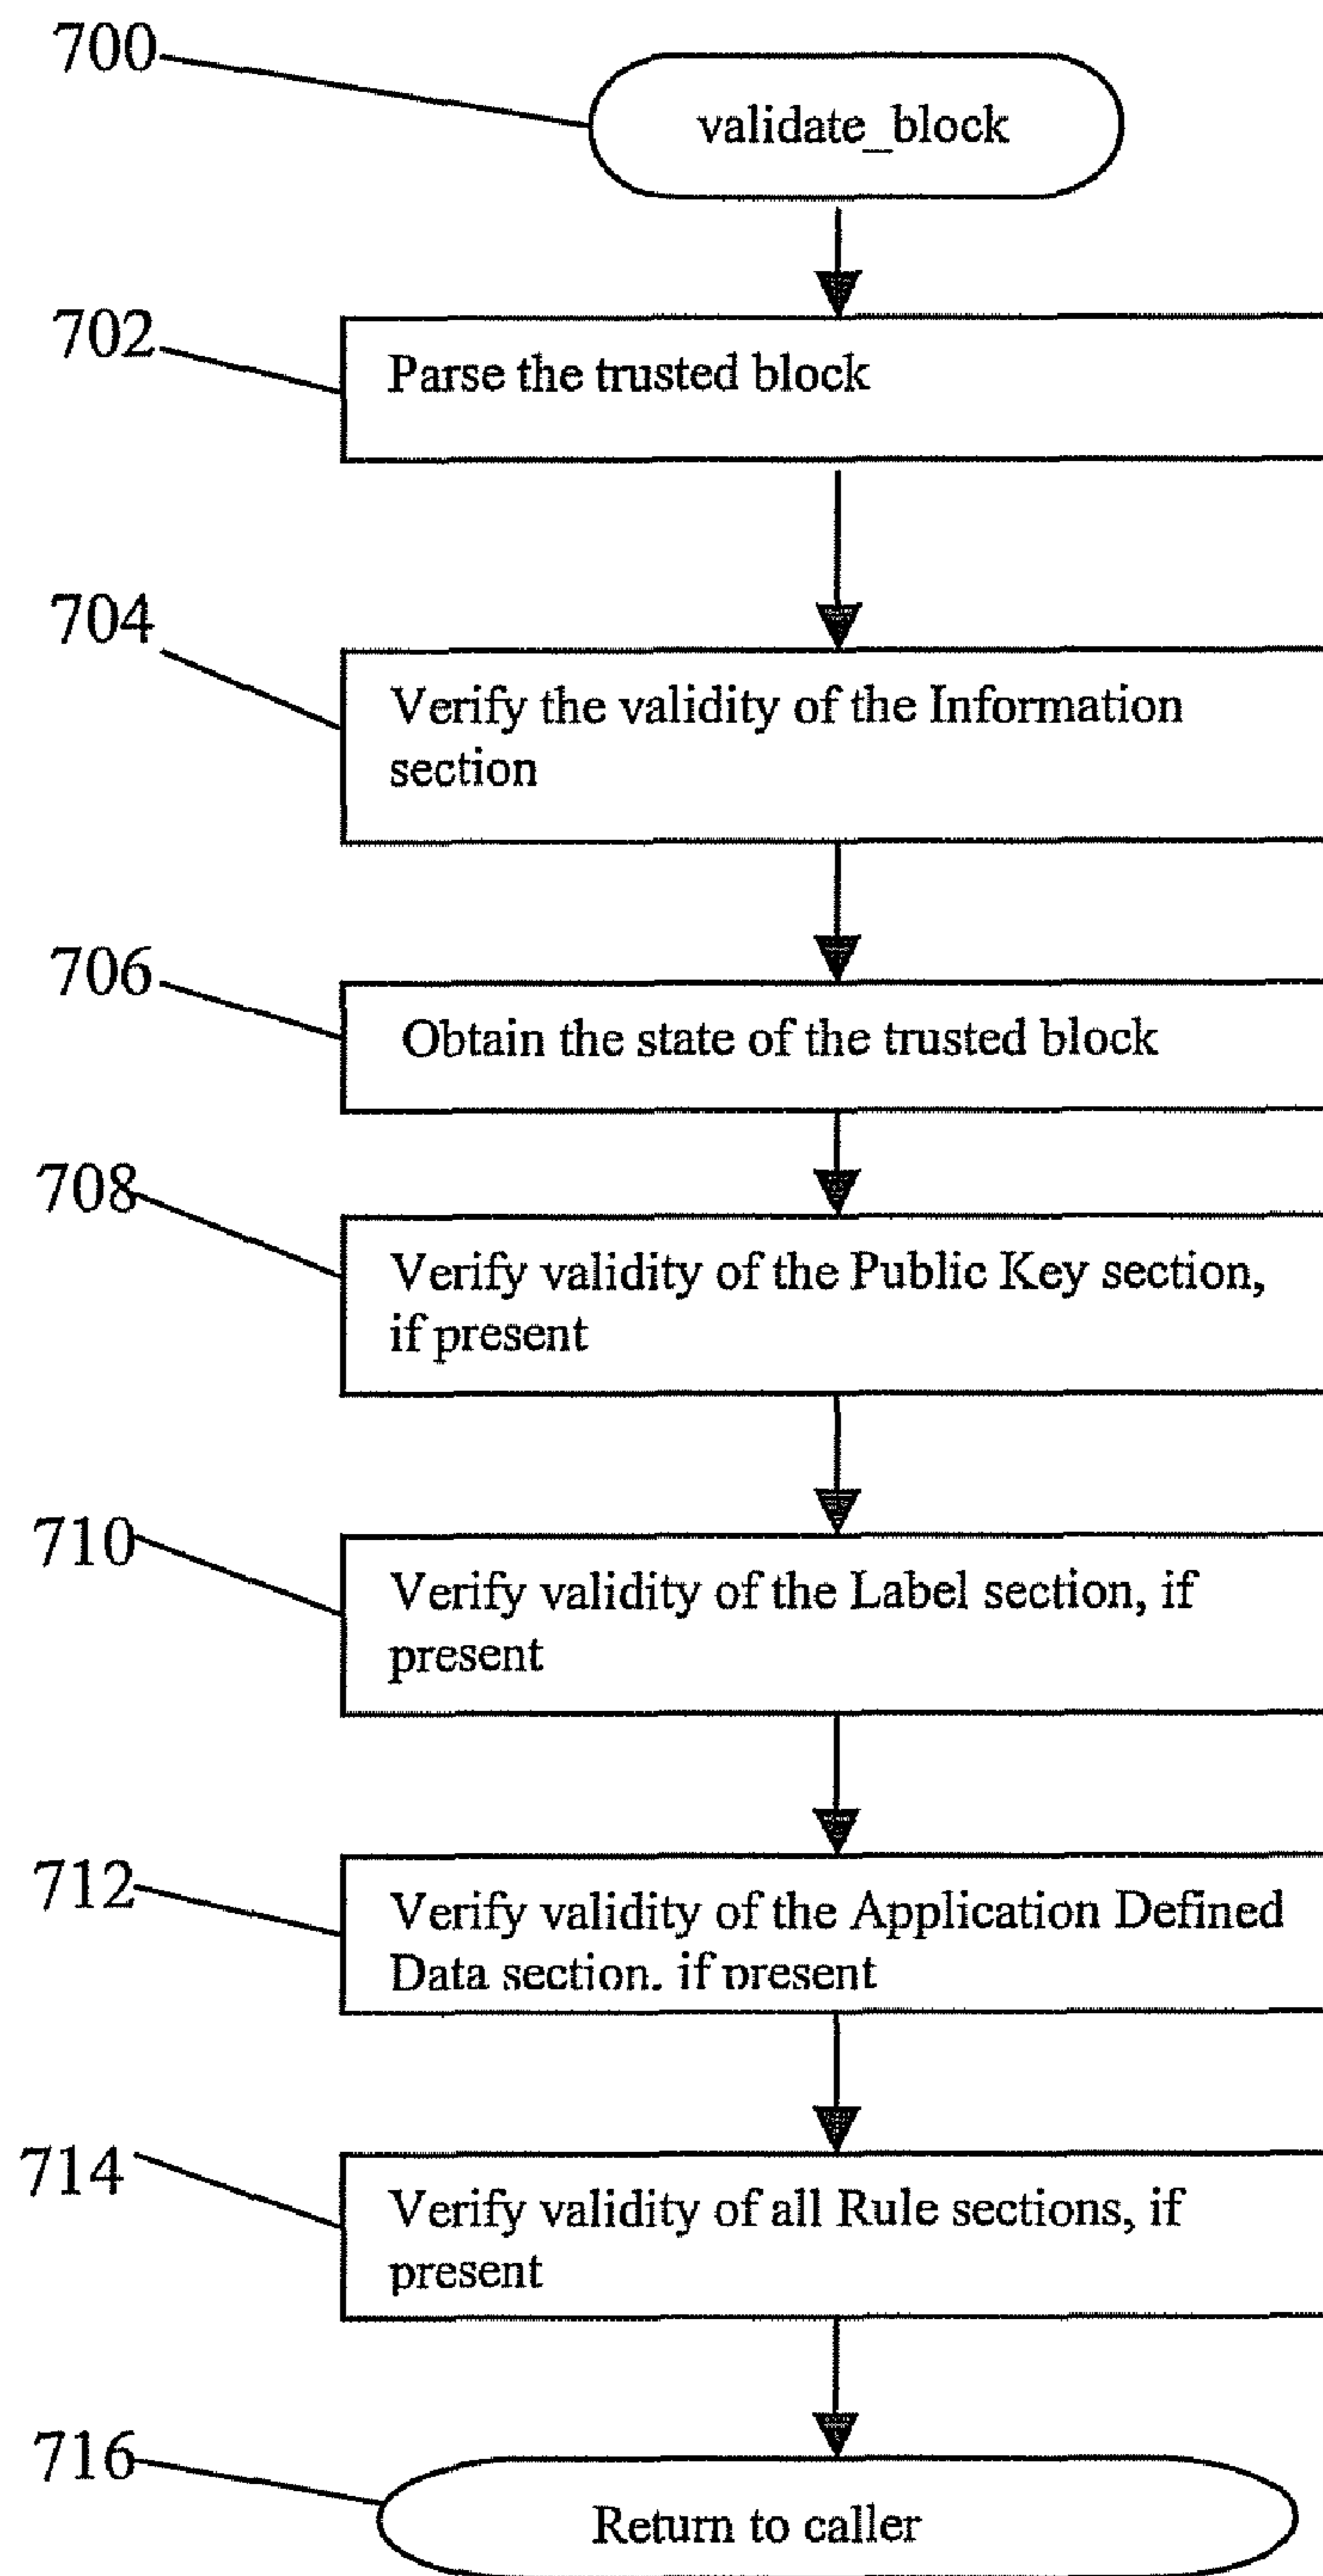 700
validate_block
702
Parse the trusted block
704
Verify the validity of the Information
section
706
Obtain the state of the trusted block
708
Verify validity of the Public Key section,
if present
710
Verify validity of the Label section, if
present
712
Verify validity of the Application Defined
Data section, if present
714
Verify validity of all Rule sections, if
present
716
Return to caller